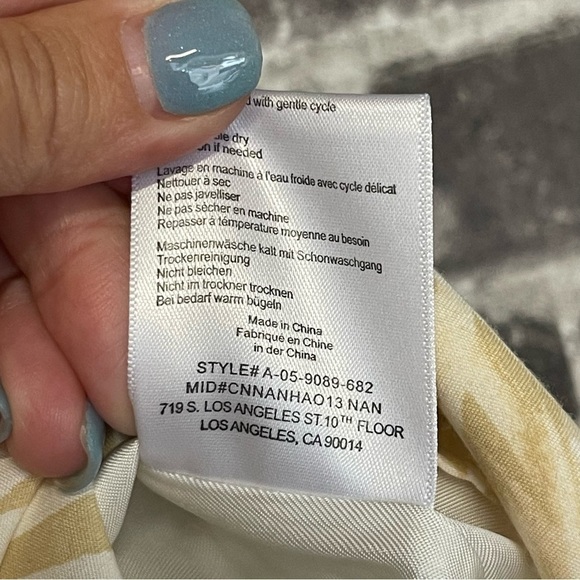 with gentle cycle
dry
if needed
Lavage en machine à l'eau froide avec cycle délicat
Nettouer à sec
Ne pas javelliser
Ne pas sècher en machine
Repasser à tèmpèrature moyenne au besoin
Maschinenwäsche kalt mit Schonwaschgang
Trockenreinigung
Nicht bleichen
Nicht im trockner trocknen
Bei bedarf warm bügeln
Made in China
Fabriqué en Chine
in der China
STYLE# A-05-9089-682
MID#CNNANHAO13 NAN
719 S. LOS ANGELES ST.10TH FLOOR
LOS ANGELES, CA 90014